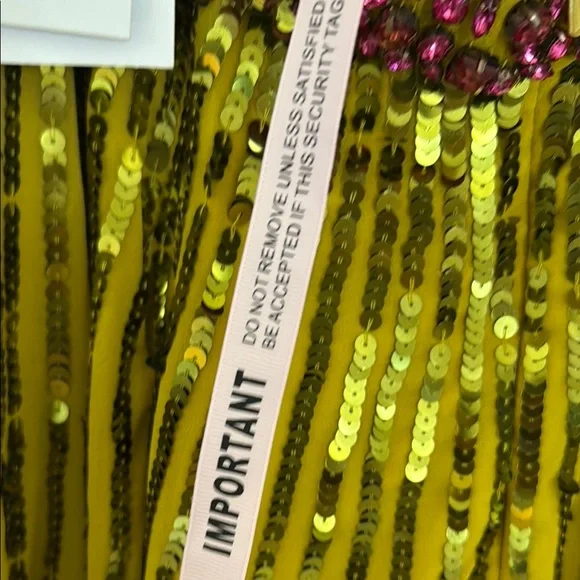 IMPORTANT
DO NOT REMOVE UNLESS SATISFIED
BE ACCEPTED IF THIS SECURITY TAG